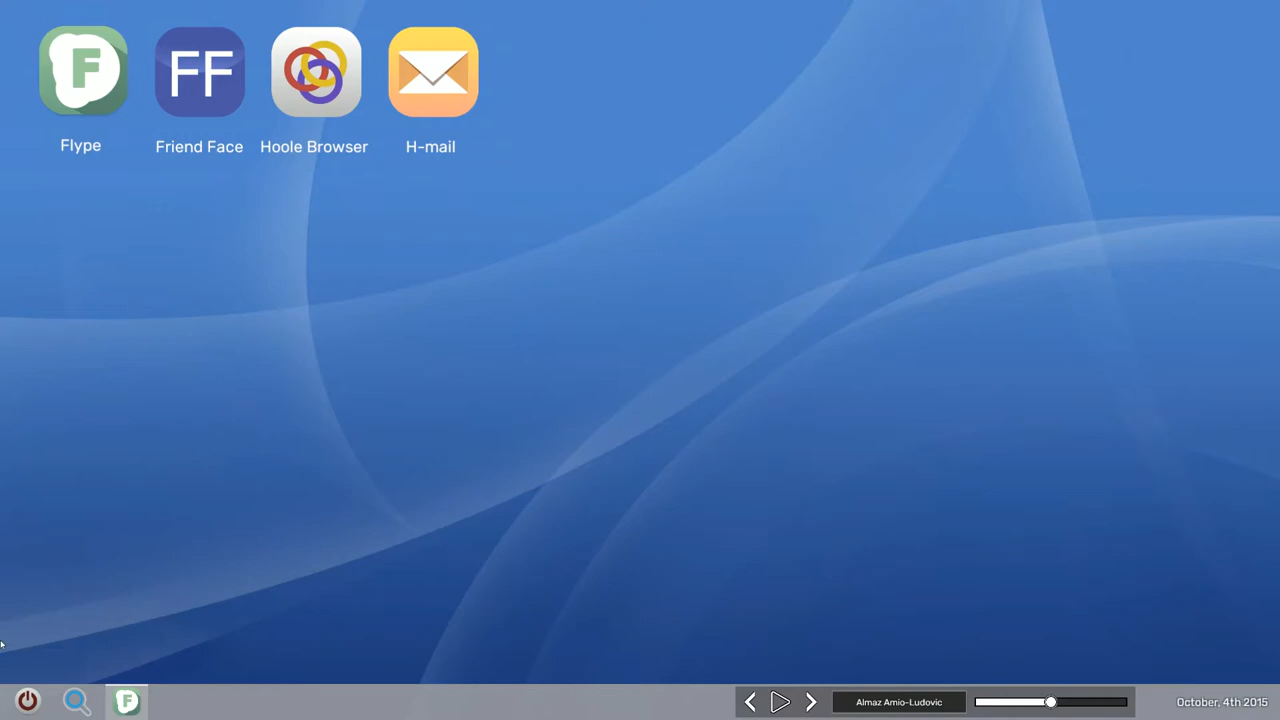 F
FF
Flype
Friend Face
Hoole Browser
H-mail
F
Almaz Amio-Ludovic
October, 4th 2015